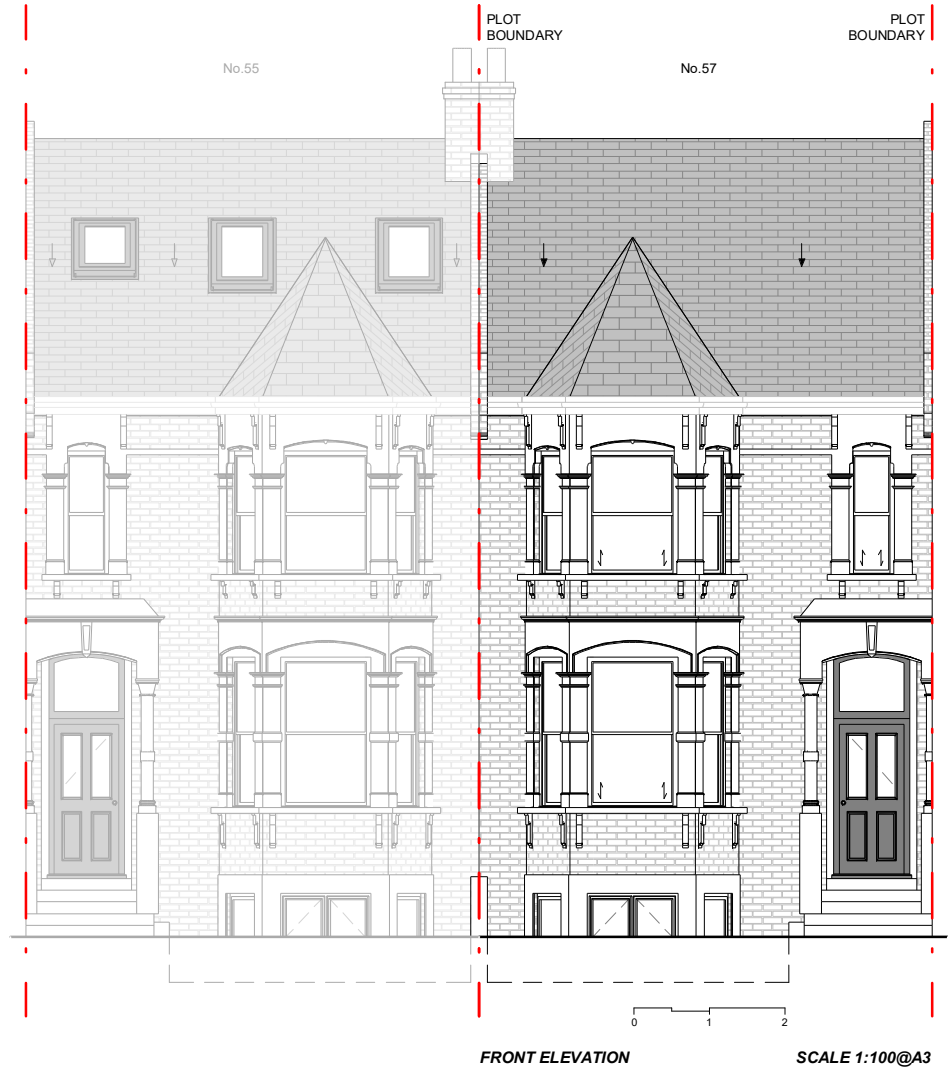 PLOT
BOUNDARY
PLOT
BOUNDARY
No.55
No.57
0 1 2
FRONT ELEVATION
SCALE 1:100@A3